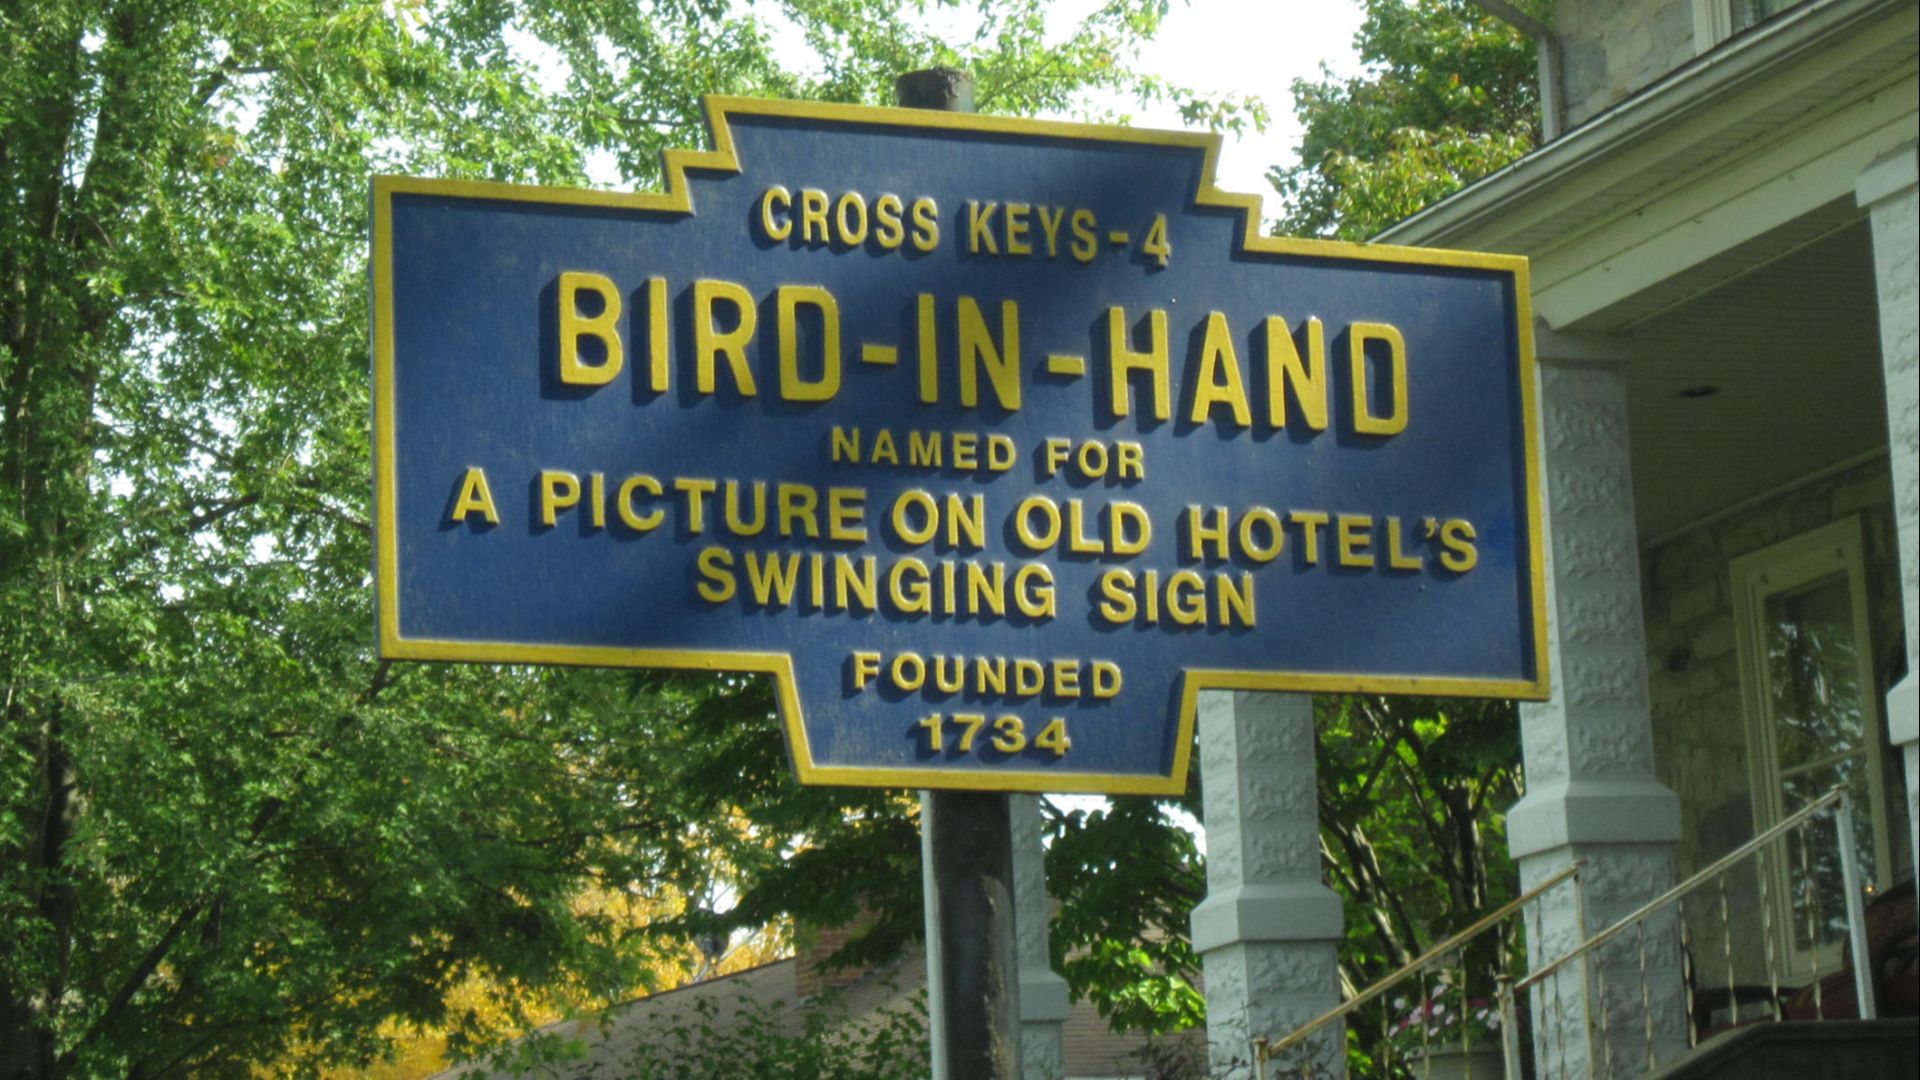 CROSS KEYS-4
BIRD-IN-HAND
NAMED FOR
A PICTURE ON OLD HOTEL'S
SWINGING SIGN
FOUNDED
1734